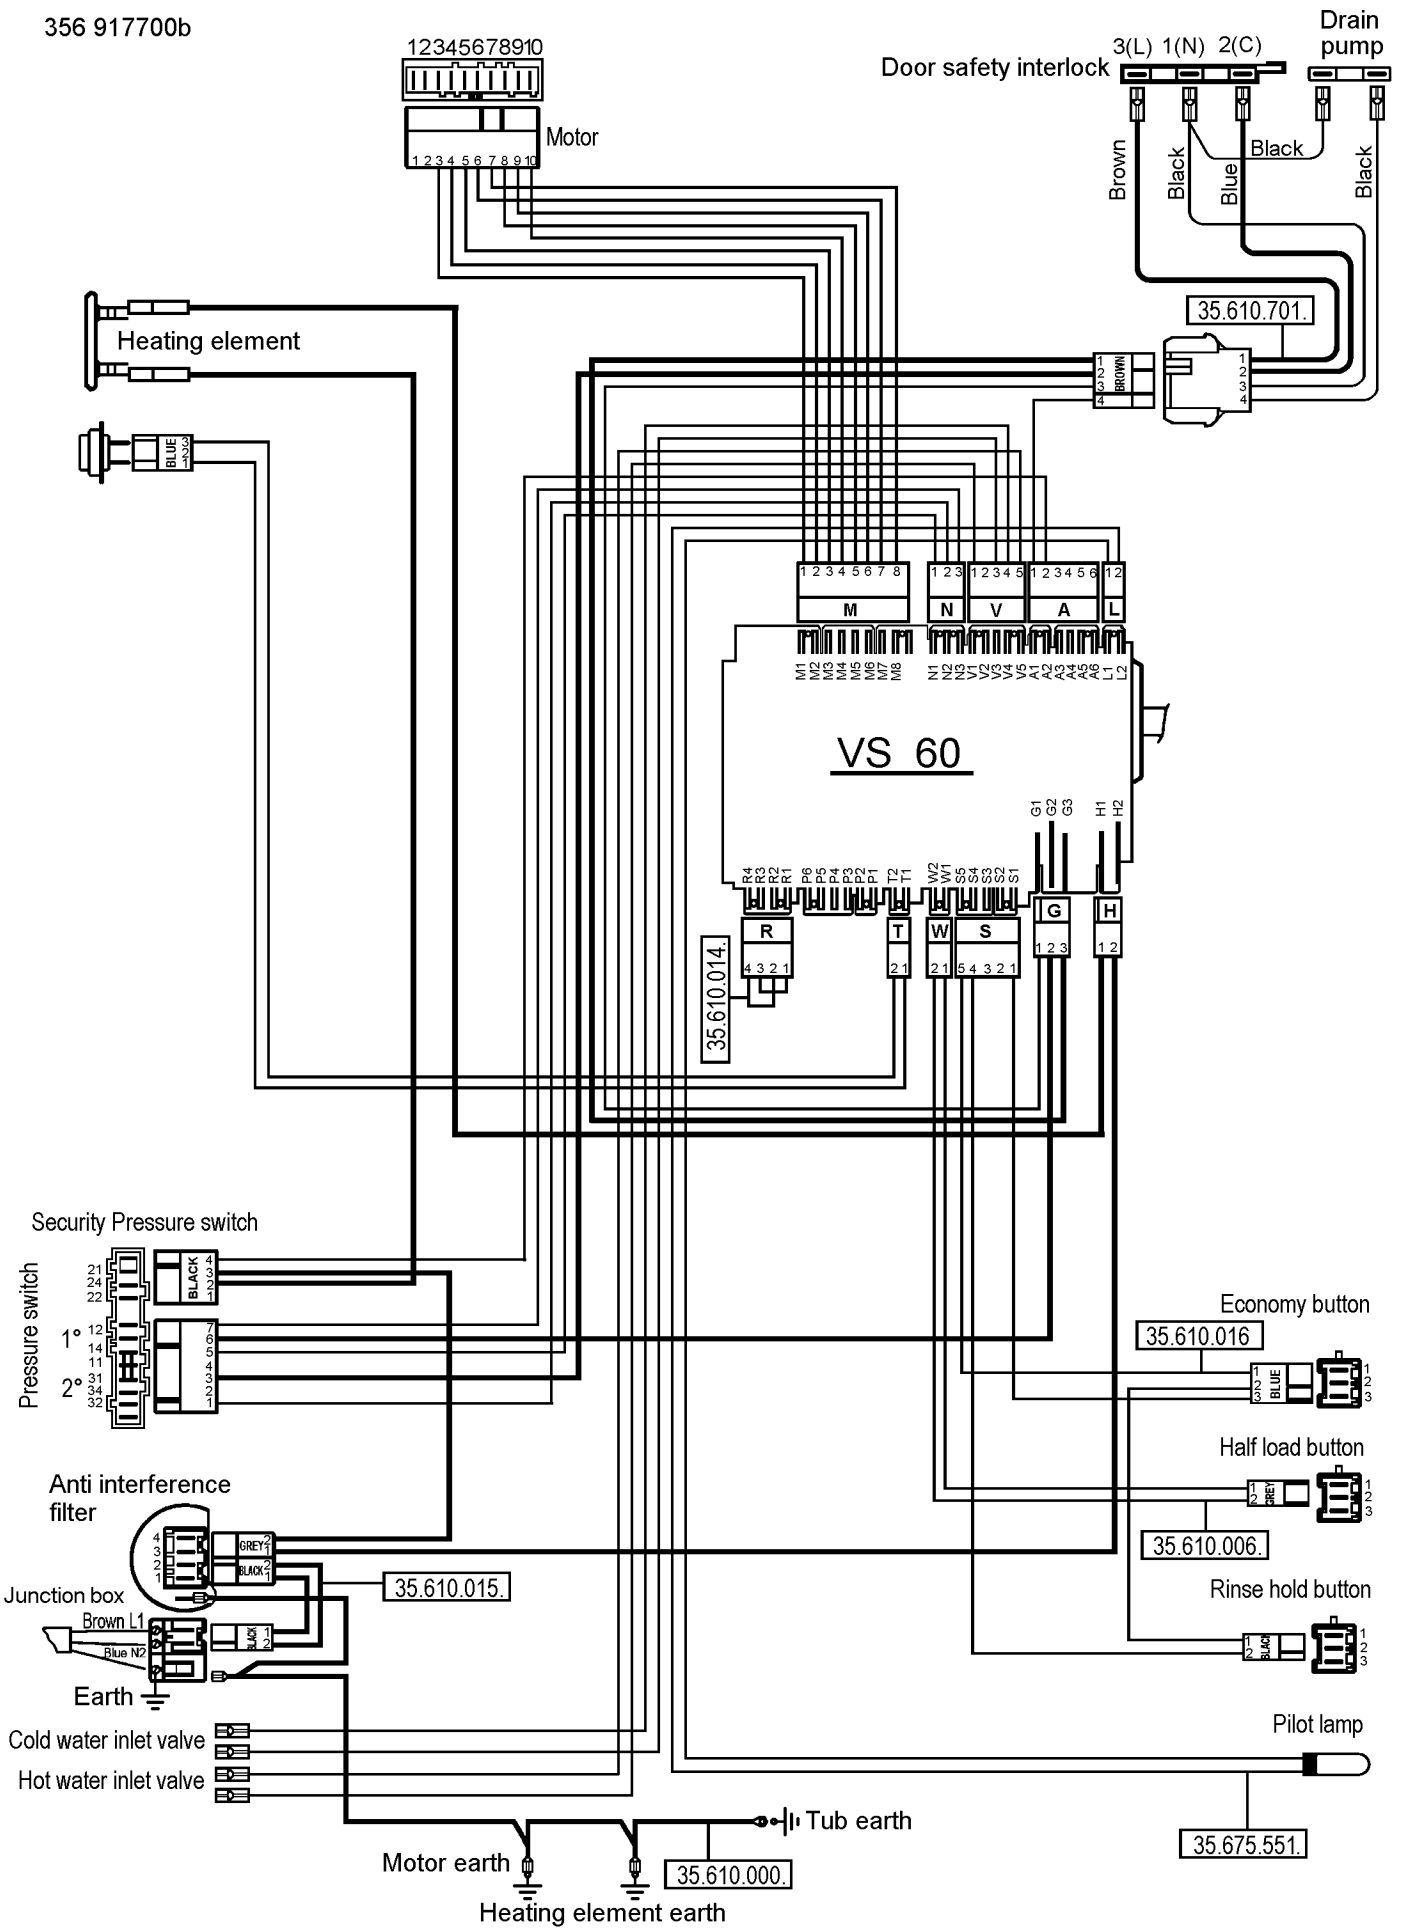 356 917700b
Drain
pump
12345678910
3(L) 1(N) 2(C)
Door safety interlock
Motor
1 2 3 4 5 6 7 8 9 10
Brown
Black
Blue
Black
Black
35.610.701.
Heating element
1
2
3
4
BROWN
1
2
3
4
BLUE
3
2
1
1 2 3 4 5 6 7 8
1 2 3
1 2 3 4 5
1 2 3 4 5 6
1 2
M
N
V
A
L
M1 M2 M3 M4 M5 M6 M7 M8
N1 N2 N3 V1 V2 V3 V4 V5 A1 A2 A3 A4 A5 A6 L1 L2
VS 60
G1 G2 G3 H1 H2
R4 R3 R2 R1 P6 P5 P4 P3 P2 P1 T2 T1 W2 W1 S5 S4 S3 S2 S1
R
T
W
S
G
H
4 3 2 1
2 1
2 1
5 4 3 2 1
1 2 3
1 2
35.610.014.
Security Pressure switch
Pressure switch
21
24
22
BLACK
4
3
2
1
1°
12
14
11
2°
31
34
32
7
6
5
4
3
2
1
Economy button
35.610.016
1
2
3
BLUE
1
2
3
Half load button
1
2
GREY
1
2
3
35.610.006.
Rinse hold button
1
2
BLACK
1
2
3
Anti interference
filter
4
3
2
1
GREY
2
1
BLACK
2
1
35.610.015.
Junction box
Brown L1
Blue N2
BLACK
1
2
Earth
Cold water inlet valve
Hot water inlet valve
Pilot lamp
35.675.551.
Tub earth
Motor earth
35.610.000.
Heating element earth